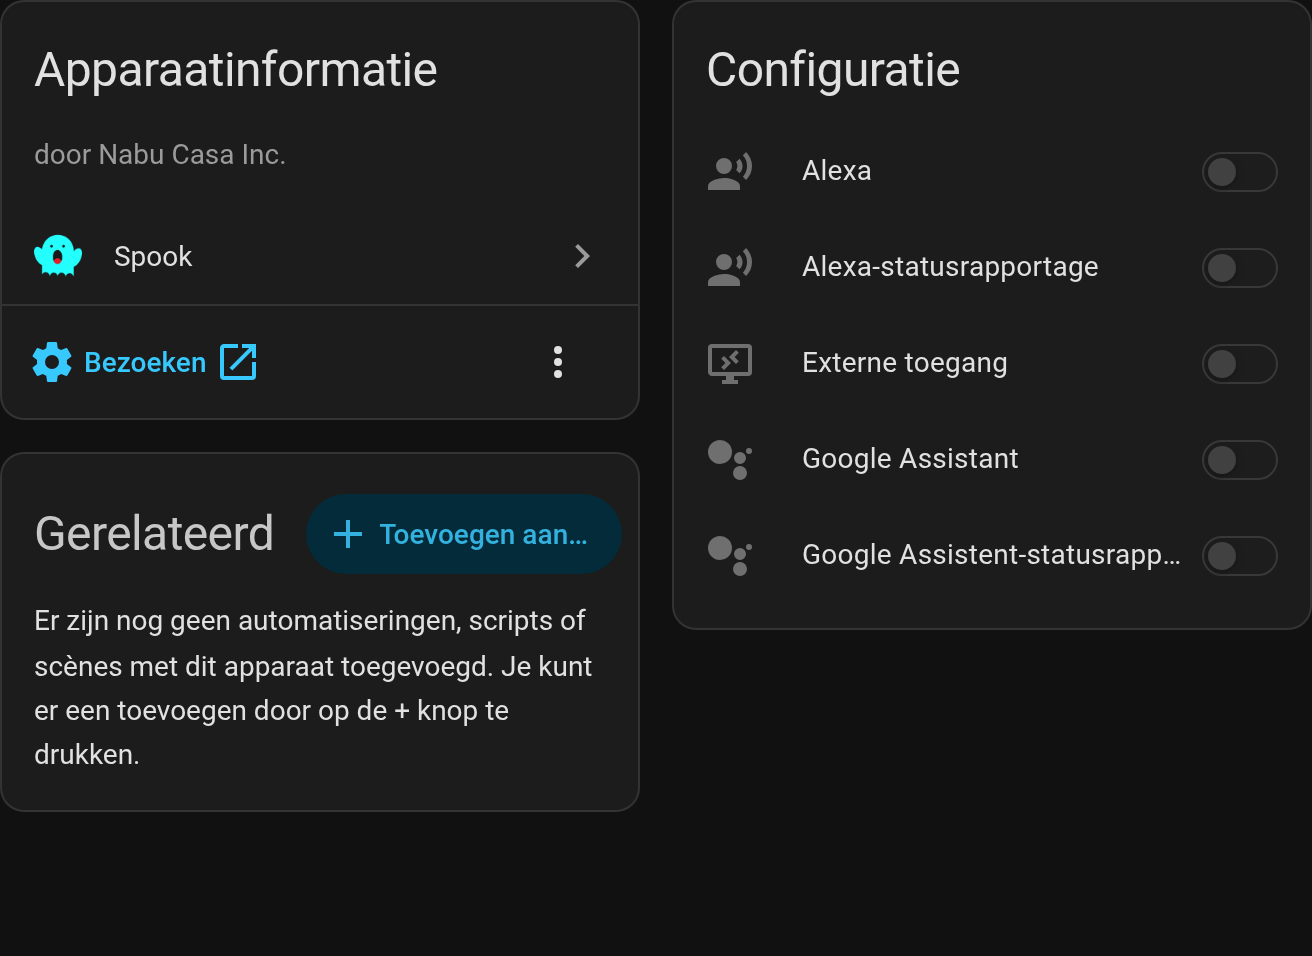 Apparaatinformatie
door Nabu Casa Inc.
Spook
Bezoeken
Gerelateerd
Toevoegen aan...
Er zijn nog geen automatiseringen, scripts of
scènes met dit apparaat toegevoegd. Je kunt
er een toevoegen door op de + knop te
drukken.
Configuratie
Alexa
Alexa-statusrapportage
Externe toegang
Google Assistant
Google Assistent-statusrapp...